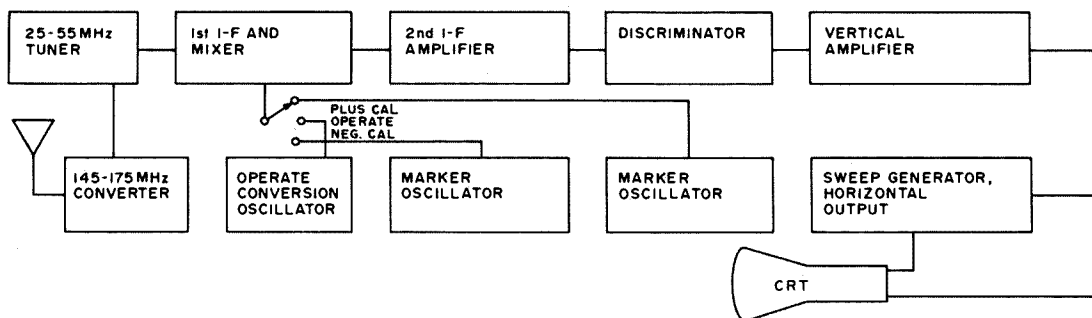 25-55MHz
TUNER
1st I-F AND
MIXER
2nd I-F
AMPLIFIER
DISCRIMINATOR
VERTICAL
AMPLIFIER
PLUS CAL
OPERATE
NEG. CAL
145-175MHz
CONVERTER
OPERATE
CONVERSION
OSCILLATOR
MARKER
OSCILLATOR
MARKER
OSCILLATOR
SWEEP GENERATOR,
HORIZONTAL
OUTPUT
CRT